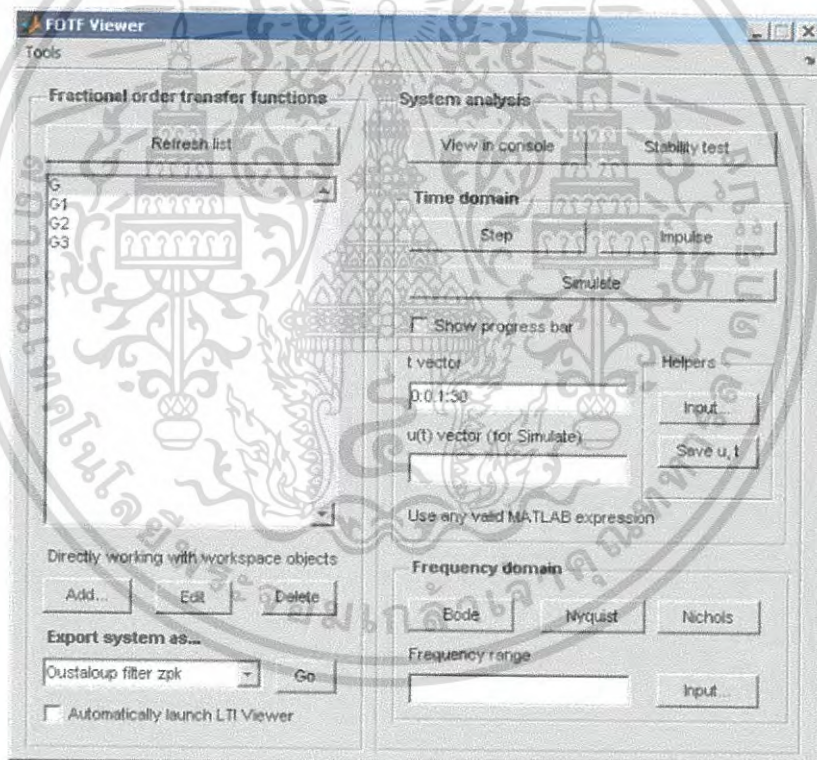 FOTF Viewer
Tools
Fractional order transfer functions
Refresh list
G
G1
G2
G3
Directly working with workspace objects
Add... Edit Delete
Export system as...
Oustaloup filter zpk Go
Automatically launch LTI Viewer
System analysis
View in console Stability test
Time domain
Step Impulse
Simulate
Show progress bar
t vector
0:0.1:30
u(t) vector (for Simulate)
Helpers
Input...
Save u, t
Use any valid MATLAB expression
Frequency domain
Bode Nyquist Nichols
Frequency range
Input...